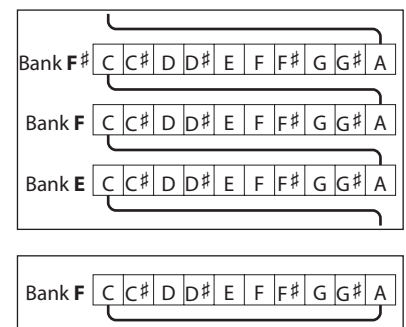 Bank F♯ C C♯ D D♯ E F F♯ G G♯ A
Bank F C C♯ D D♯ E F F♯ G G♯ A
Bank E C C♯ D D♯ E F F♯ G G♯ A
Bank F C C♯ D D♯ E F F♯ G G♯ A